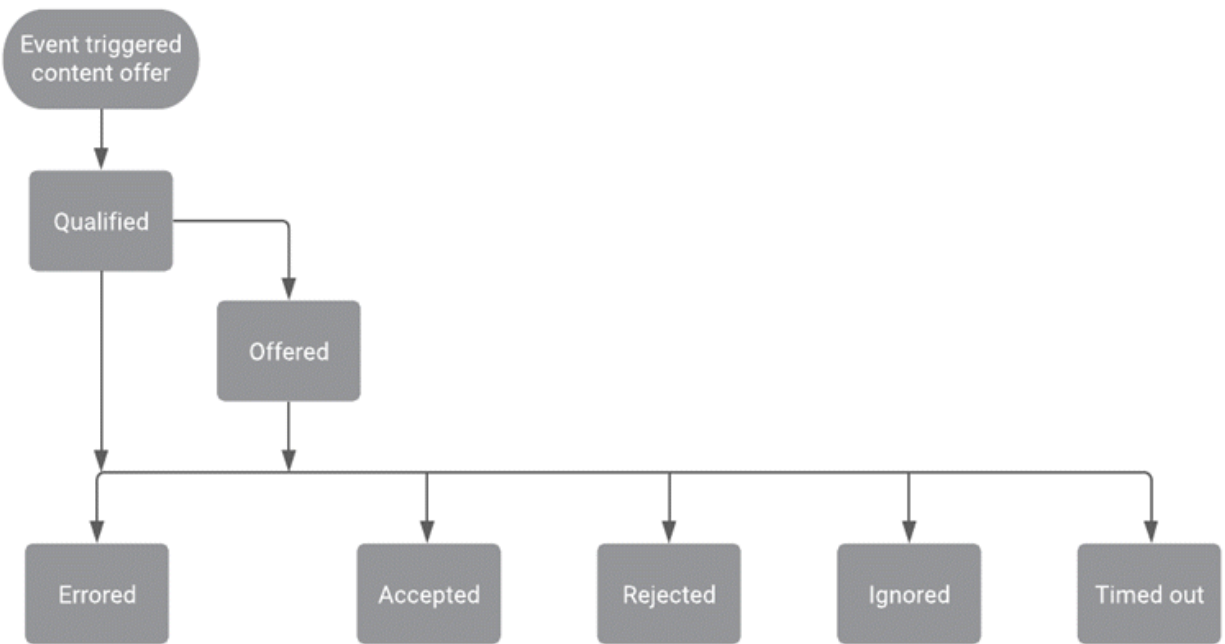 Event triggered
content offer
Qualified
Offered
Errored
Accepted
Rejected
Ignored
Timed out